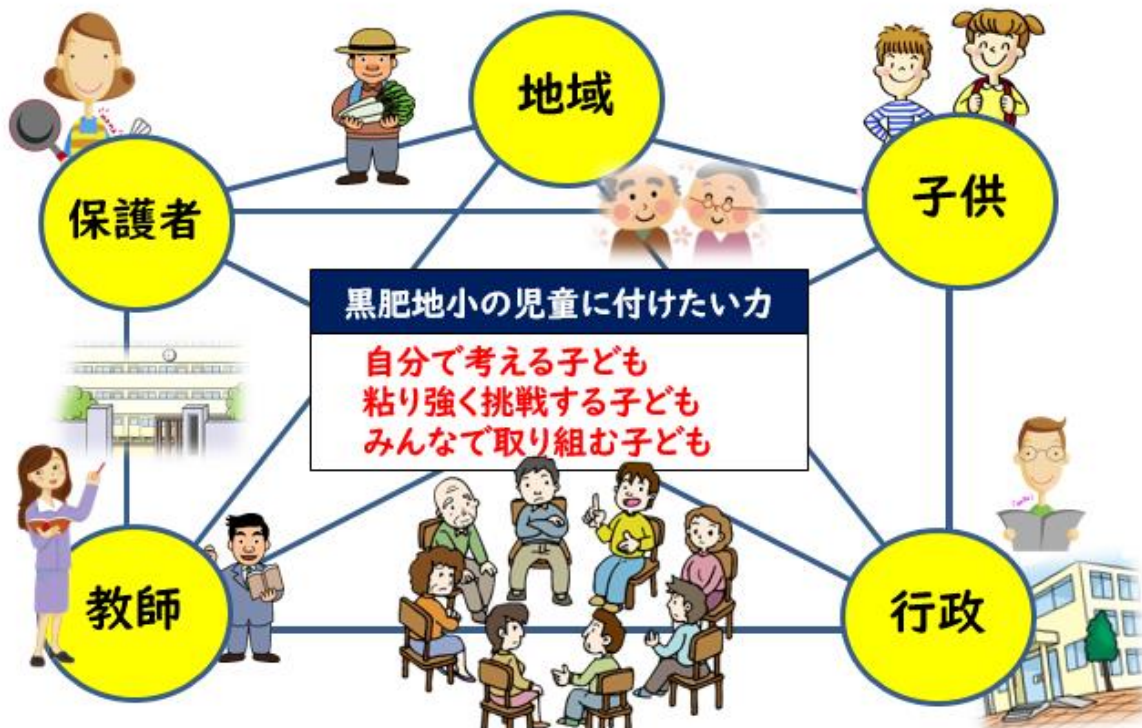 地域
保護者
子供
黒肥地小の児童に付けたい力
自分で考える子ども
粘り強く挑戦する子ども
みんなで取り組む子ども
教師
行政